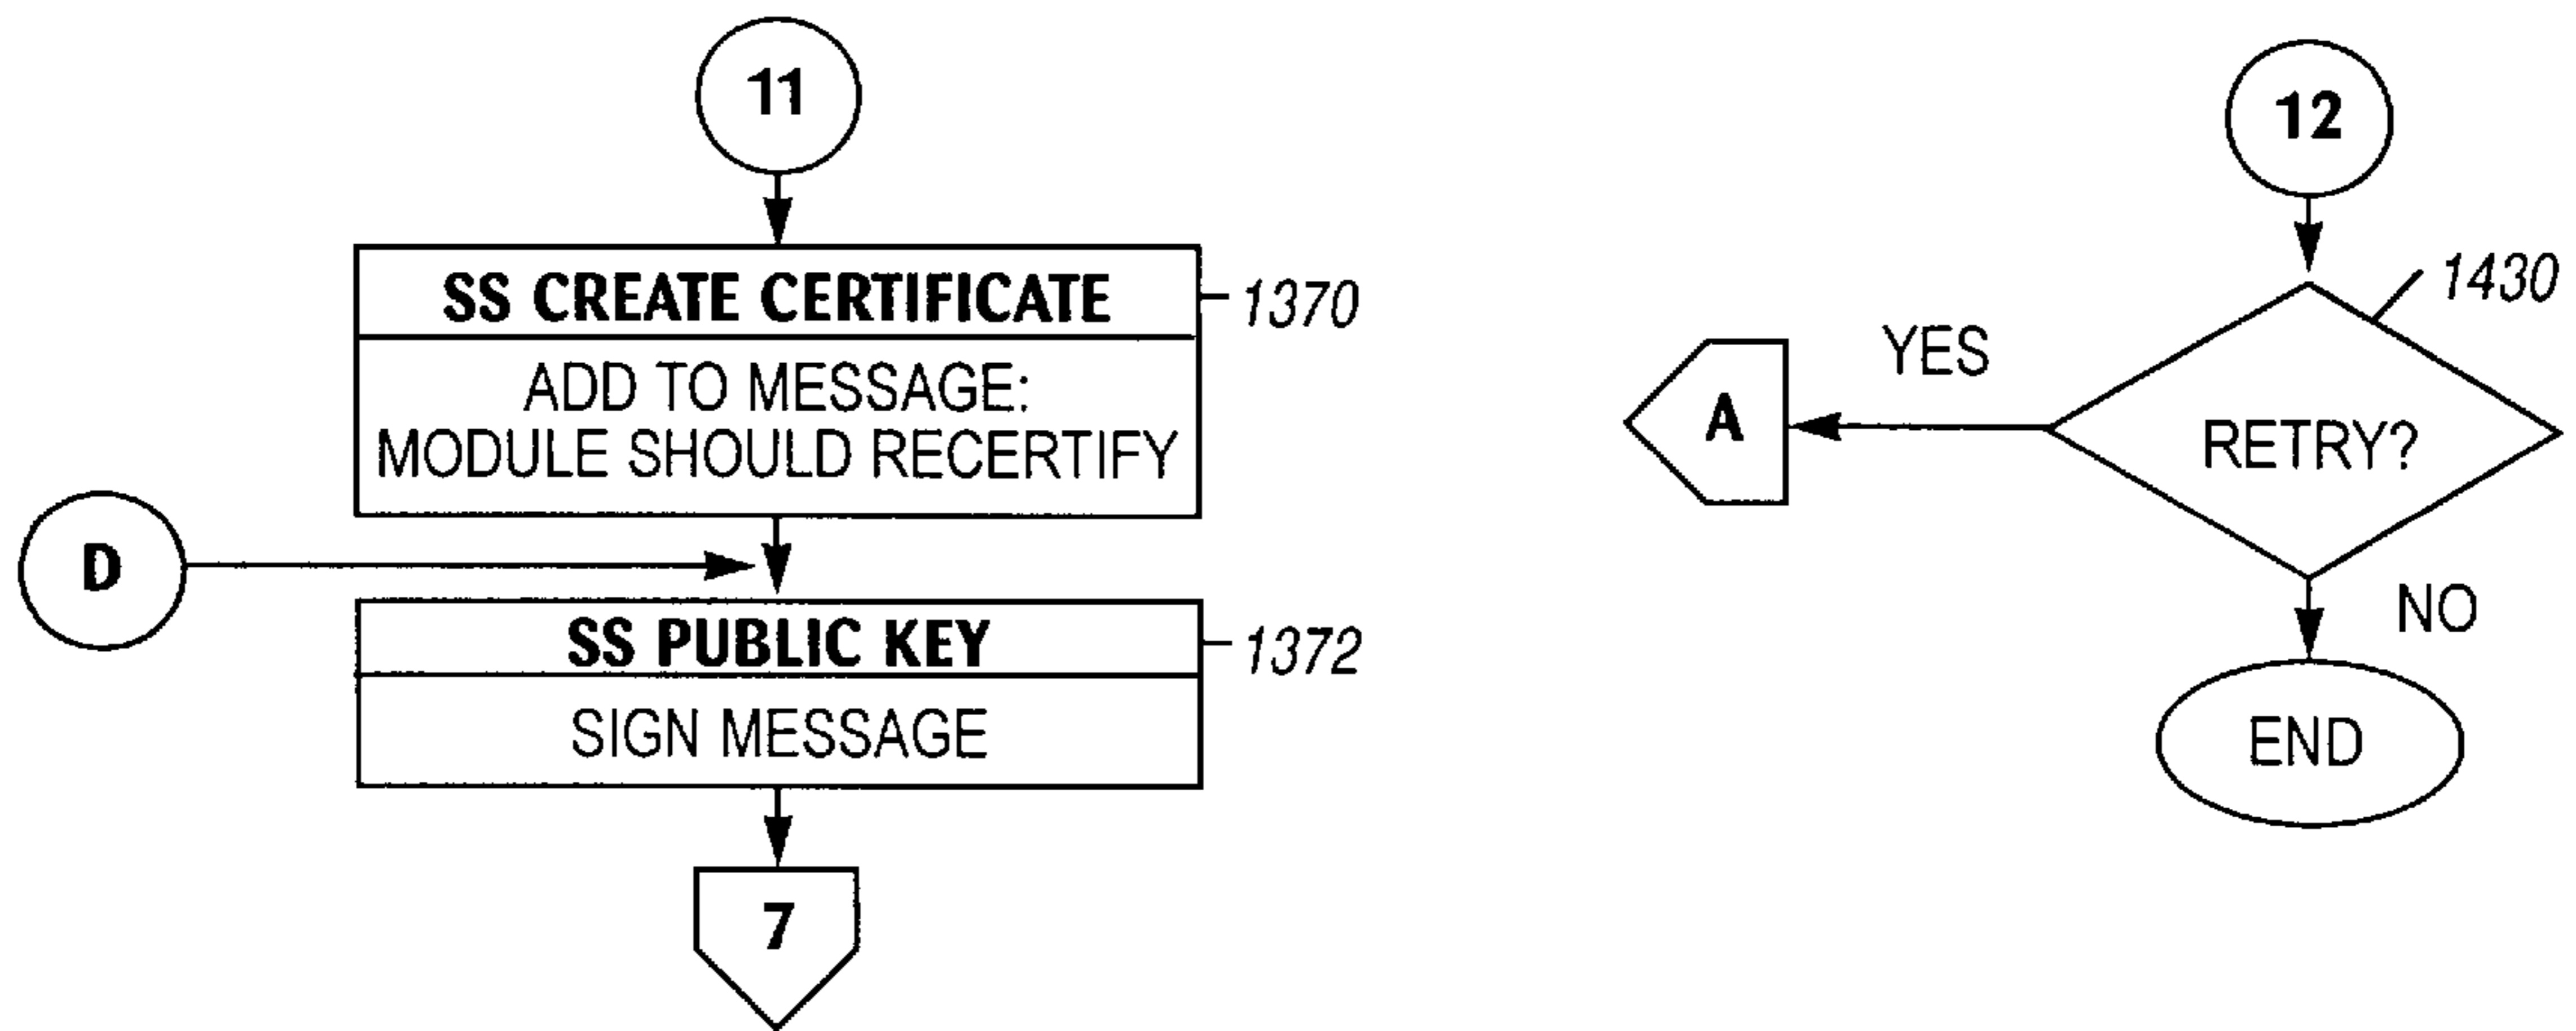 11
SS CREATE CERTIFICATE
1370
ADD TO MESSAGE:
MODULE SHOULD RECERTIFY
D
SS PUBLIC KEY
1372
SIGN MESSAGE
7
12
1430
YES
A
RETRY?
NO
END